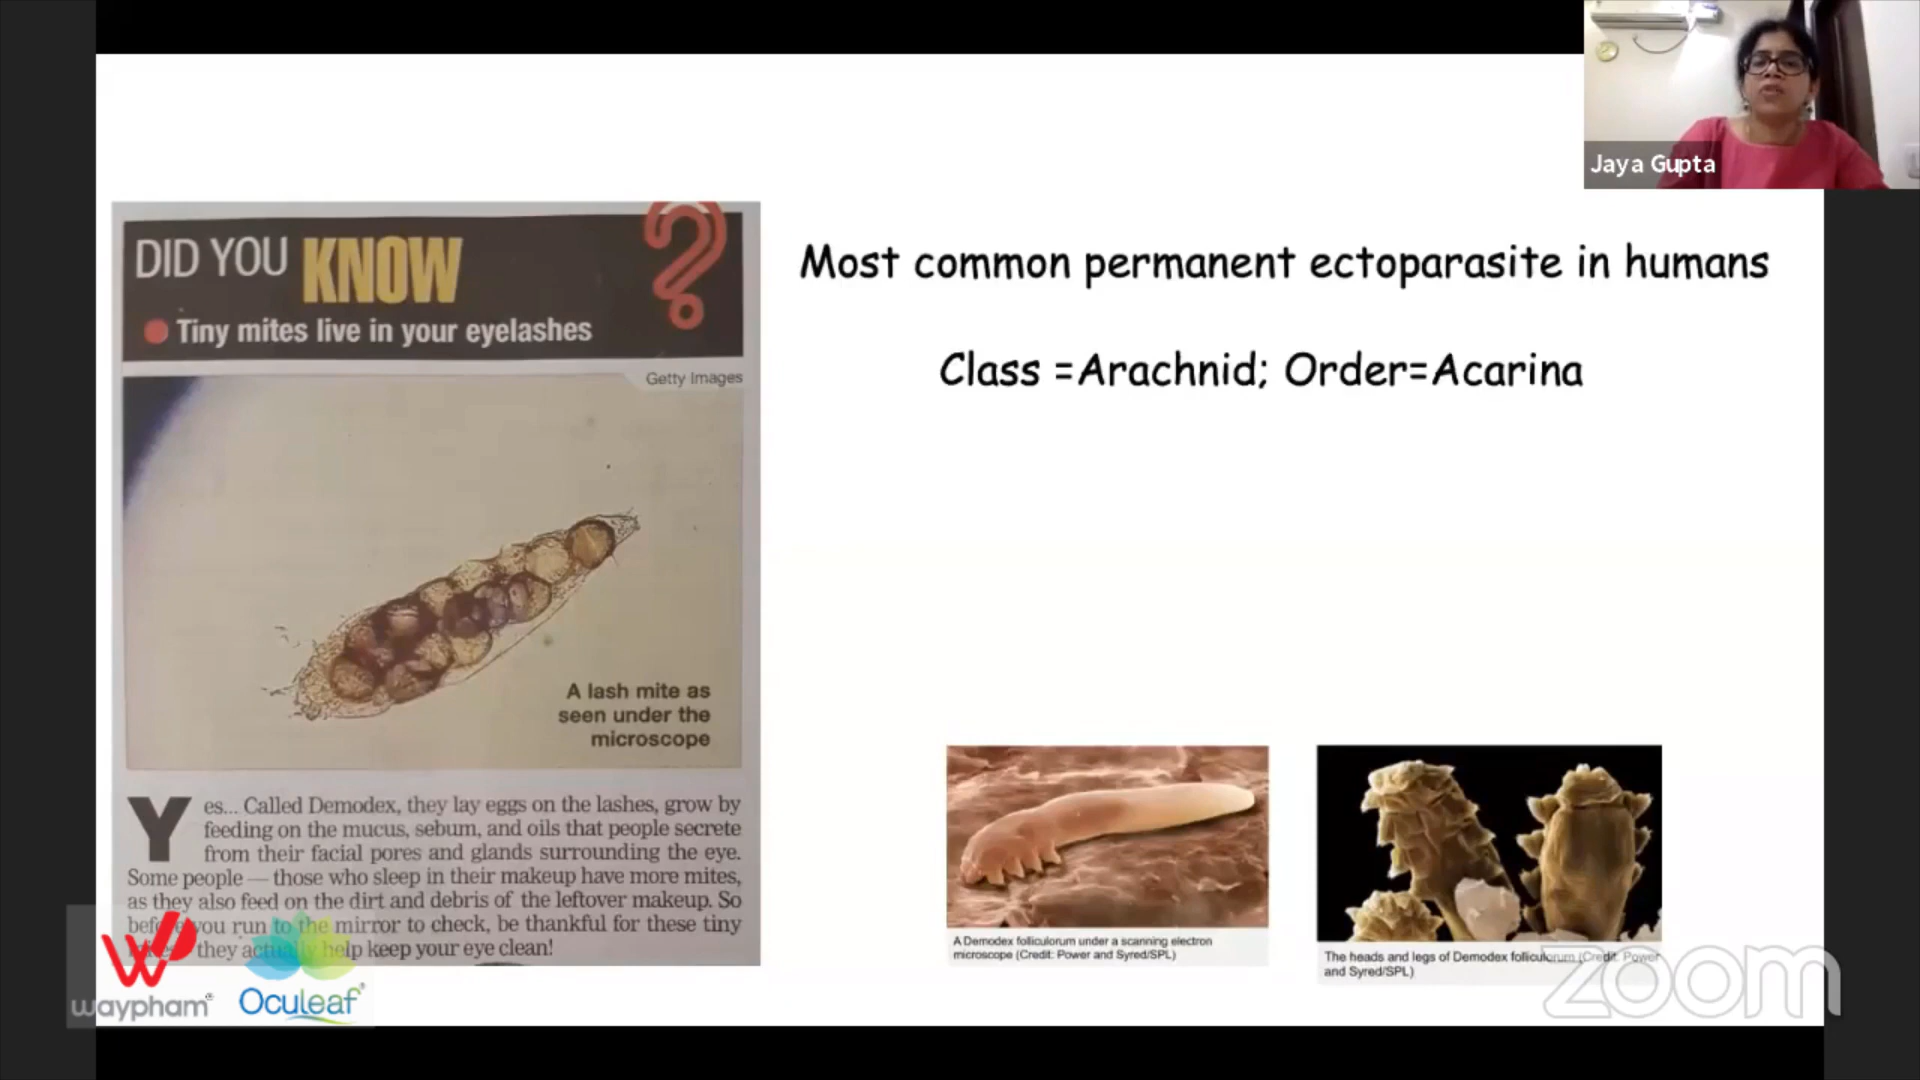 Jaya Gupta
DID YOU KNOW
Tiny mites live in your eyelashes
Getty Images
A lash mite as
seen under the
microscope
Yes... Called Demodex, they lay eggs on the lashes, grow by
feeding on the mucus, sebum, and oils that people secrete
from their facial pores and glands surrounding the eye.
Some people — those who sleep in their makeup have more mites,
as they also feed on the dirt and debris of the leftover makeup. So
before you run to the mirror to check, be thankful for these tiny
they actually help keep your eye clean!
Most common permanent ectoparasite in humans
Class =Arachnid; Order=Acarina
A Demodex folliculorum under a scanning electron
microscope (Credit: Power and Syred/SPL)
The heads and legs of Demodex folliculorum (Credit: Power
and Syred/SPL)
waypham®
Oculeaf®
zoom